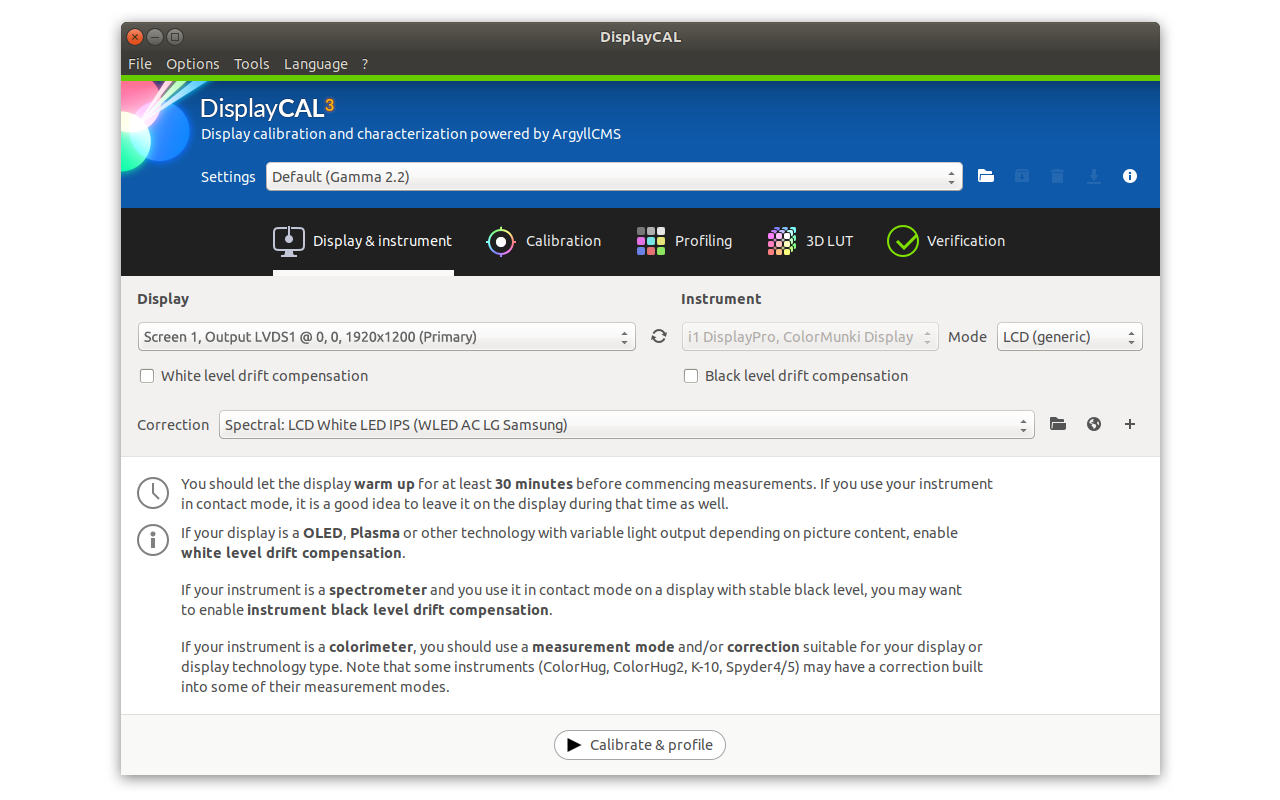 DisplayCAL
File Options Tools Language ?
DisplayCAL3
Display calibration and characterization powered by ArgyllCMS
Settings Default (Gamma 2.2)
Display & instrument Calibration Profiling 3D LUT Verification
Display Instrument
Screen 1, Output LVDS1 @ 0, 0, 1920x1200 (Primary) i1 DisplayPro, ColorMunki Display Mode LCD (generic)
White level drift compensation Black level drift compensation
Correction Spectral: LCD White LED IPS (WLED AC LG Samsung)
You should let the display warm up for at least 30 minutes before commencing measurements. If you use your instrument
in contact mode, it is a good idea to leave it on the display during that time as well.
If your display is a OLED, Plasma or other technology with variable light output depending on picture content, enable
white level drift compensation.
If your instrument is a spectrometer and you use it in contact mode on a display with stable black level, you may want
to enable instrument black level drift compensation.
If your instrument is a colorimeter, you should use a measurement mode and/or correction suitable for your display or
display technology type. Note that some instruments (ColorHug, ColorHug2, K-10, Spyder4/5) may have a correction built
into some of their measurement modes.
Calibrate & profile